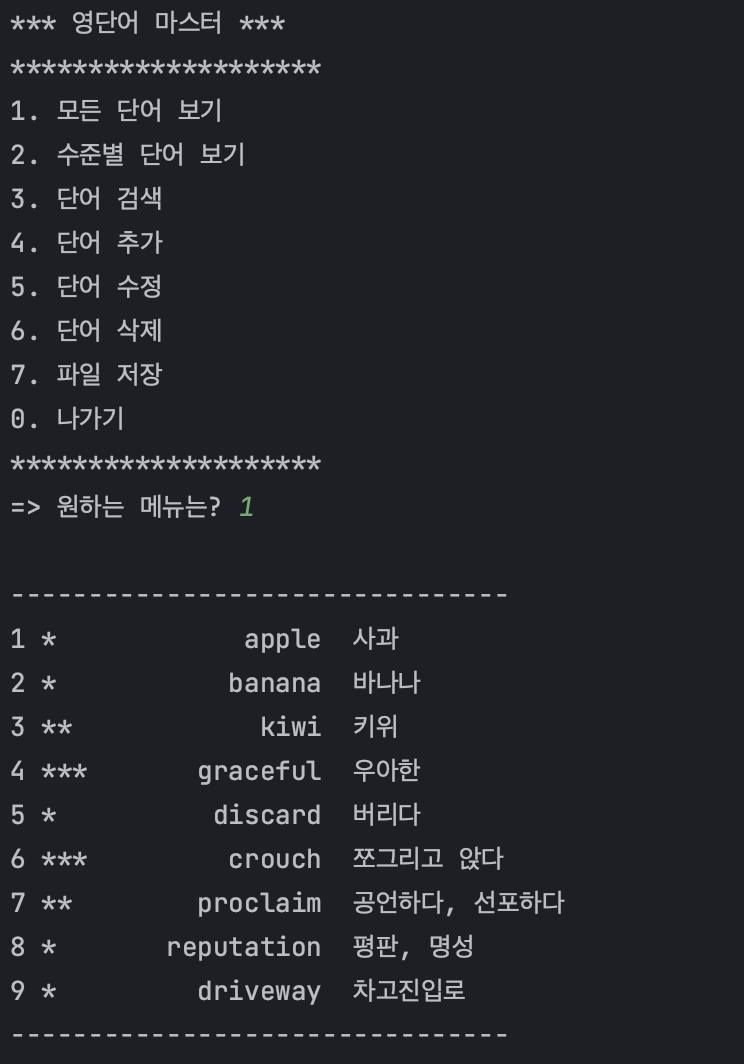 *** 영단어 마스터 ***
********************
1. 모든 단어 보기
2. 수준별 단어 보기
3. 단어 검색
4. 단어 추가
5. 단어 수정
6. 단어 삭제
7. 파일 저장
0. 나가기
********************
=> 원하는 메뉴는? 1
--------------------------------
1 * apple 사과
2 * banana 바나나
3 ** kiwi 키위
4 *** graceful 우아한
5 * discard 버리다
6 *** crouch 쪼그리고 앉다
7 ** proclaim 공언하다, 선포하다
8 * reputation 평판, 명성
9 * driveway 차고진입로
--------------------------------